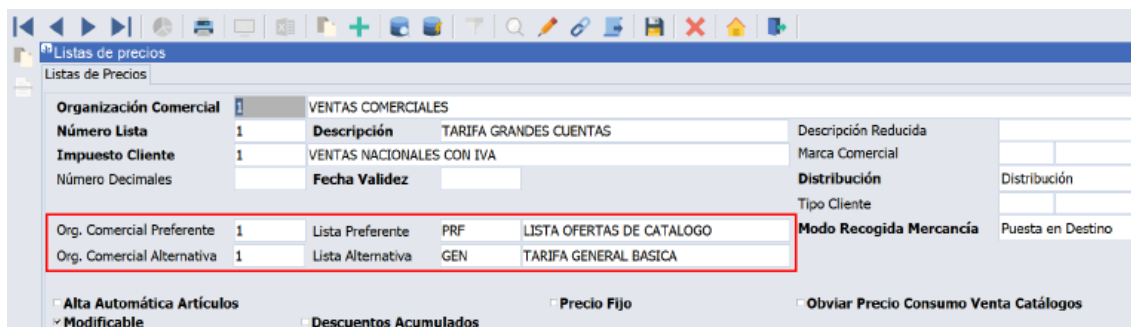 Listas de precios
Listas de Precios
Organización Comercial 1 VENTAS COMERCIALES
Número Lista 1 Descripción TARIFA GRANDES CUENTAS Descripción Reducida
Impuesto Cliente 1 VENTAS NACIONALES CON IVA Marca Comercial
Número Decimales Fecha Validez Distribución Distribución
Tipo Cliente
Org. Comercial Preferente 1 Lista Preferente PRF LISTA OFERTAS DE CATALOGO Modo Recogida Mercancía Puesta en Destino
Org. Comercial Alternativa 1 Lista Alternativa GEN TARIFA GENERAL BASICA
Alta Automática Artículos Precio Fijo Obviar Precio Consumo Venta Catálogos
Modificable Descuentos Acumulados